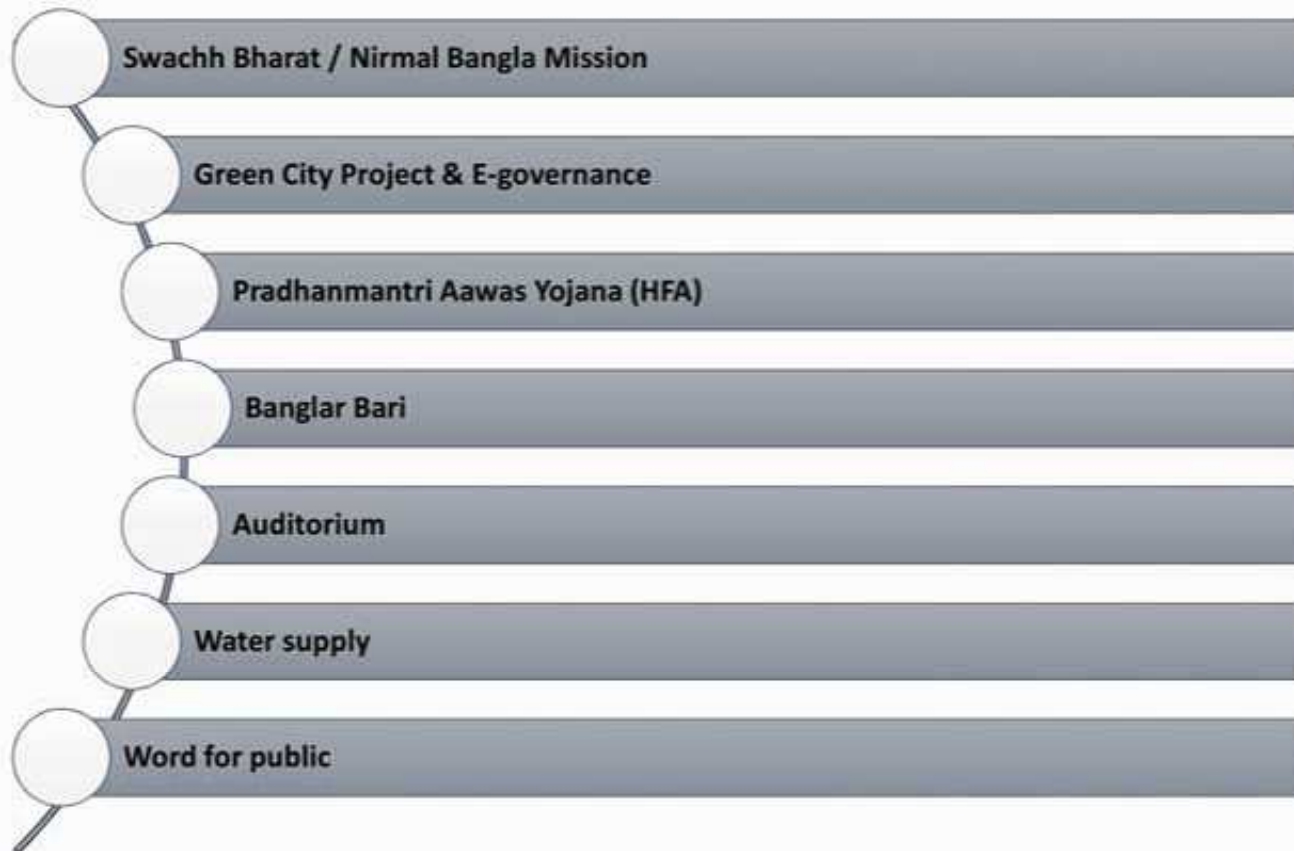 Swachh Bharat / Nirmal Bangla Mission
Green City Project & E-governance
Pradhanmantri Aawas Yojana (HFA)
Banglar Bari
Auditorium
Water supply
Word for public